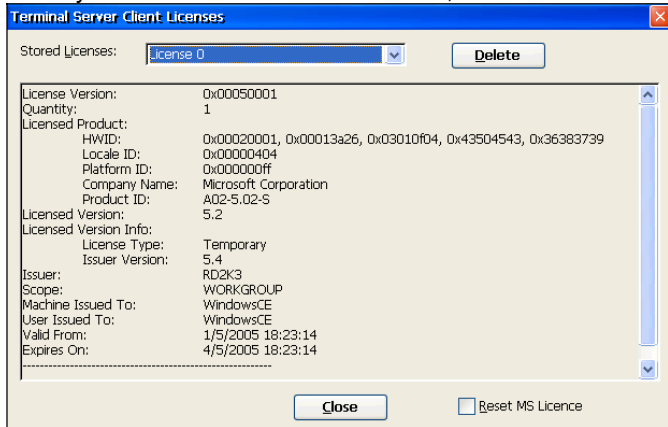 Terminal Server Client Licenses
Stored Licenses: License 0 Delete
License Version: 0x00050001
Quantity: 1
Licensed Product:
HWID: 0x00020001, 0x00013a26, 0x03010f04, 0x43504543, 0x36383739
Locale ID: 0x00000404
Platform ID: 0x000000ff
Company Name: Microsoft Corporation
Product ID: A02-5.02-S
Licensed Version: 5.2
Licensed Version Info:
License Type: Temporary
Issuer Version: 5.4
Issuer: RD2K3
Scope: WORKGROUP
Machine Issued To: WindowsCE
User Issued To: WindowsCE
Valid From: 1/5/2005 18:23:14
Expires On: 4/5/2005 18:23:14
Close Reset MS Licence